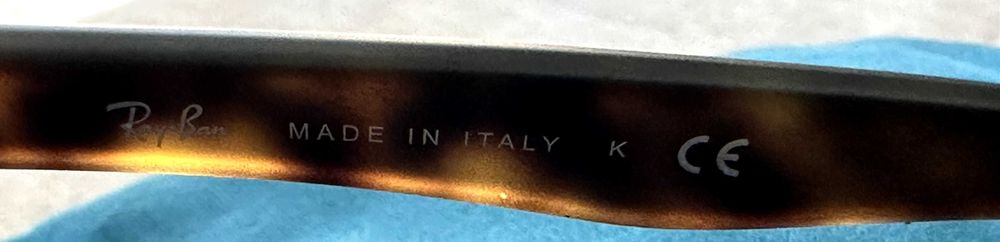 Ray-Ban MADE IN ITALY K CE